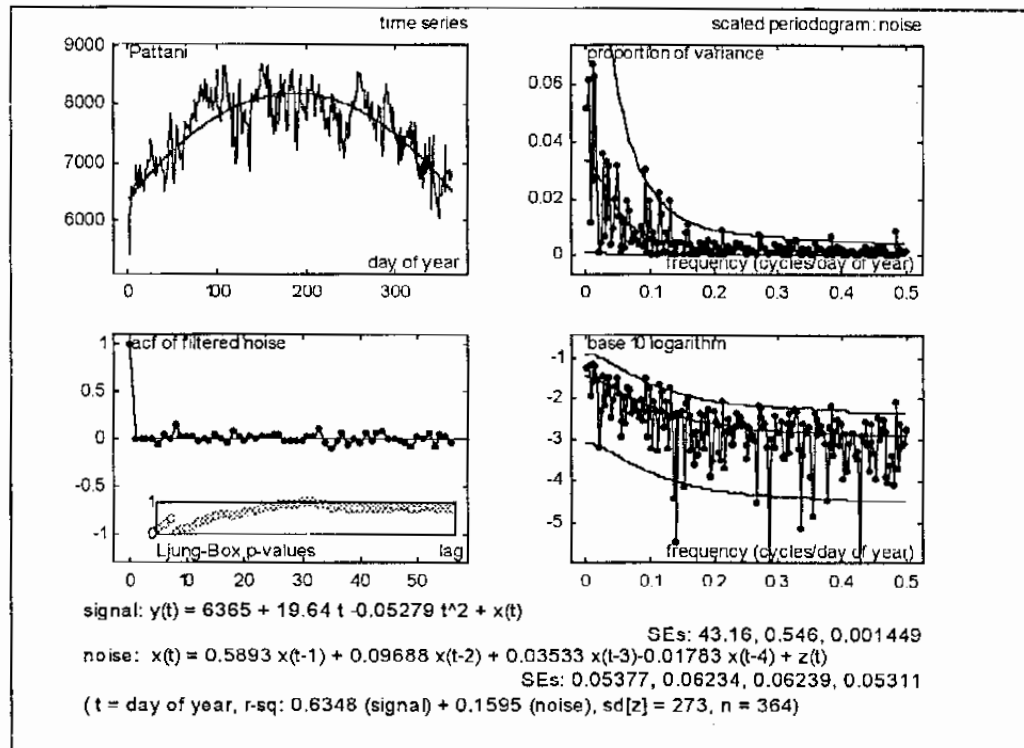 time series
Pattani
9000
8000
7000
6000
day of year
0 100 200 300
scated periodogram: noise
proportion of variance
0.06
0.04
0.02
0
frequency (cycles/day of year)
0 0.1 0.2 0.3 0.4 0.5
acf of filtered noise
1
0.5
0
-0.5
-1
1
0
Ljung-Box p-values
lag
0 10 20 30 40 50
base 10 logarithm
-1
-2
-3
-4
-5
frequency (cycles/day of year)
0 0.1 0.2 0.3 0.4 0.5
signal: y(t) = 6365 + 19.64 t -0.05279 t^2 + x(t)
SEs: 43.16, 0.546, 0.001449
noise: x(t) = 0.5893 x(t-1) + 0.09688 x(t-2) + 0.03533 x(t-3)-0.01783 x(t-4) + z(t)
SEs: 0.05377, 0.06234, 0.06239, 0.05311
( t = day of year, r-sq: 0.6348 (signal) + 0.1595 (noise), sd[z] = 273, n = 364)